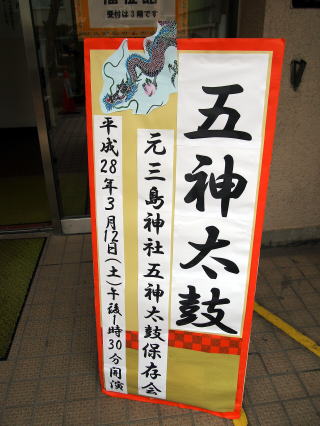 受付は3階です
五神太鼓
元三島神社五神太鼓保存会
平成28年3月12日(土)午後1時30分開演